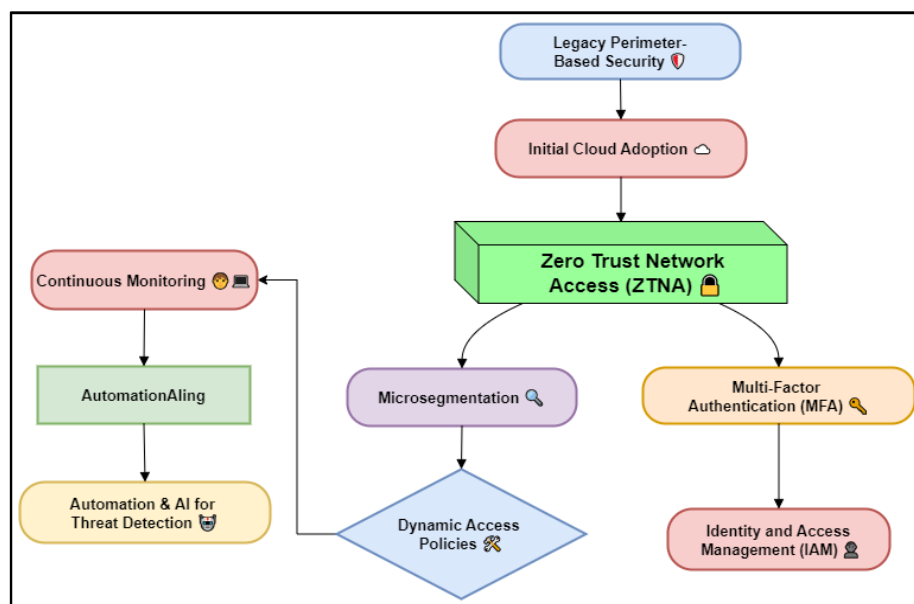 Legacy Perimeter-
Based Security 🛡️
Initial Cloud Adoption ☁️
Zero Trust Network
Access (ZTNA) 🔒
Continuous Monitoring 🧑💻
AutomationAling
Automation & AI for
Threat Detection 🤖
Microsegmentation 🔍
Dynamic Access
Policies 🛠️
Multi-Factor
Authentication (MFA) 🔑
Identity and Access
Management (IAM) 👤